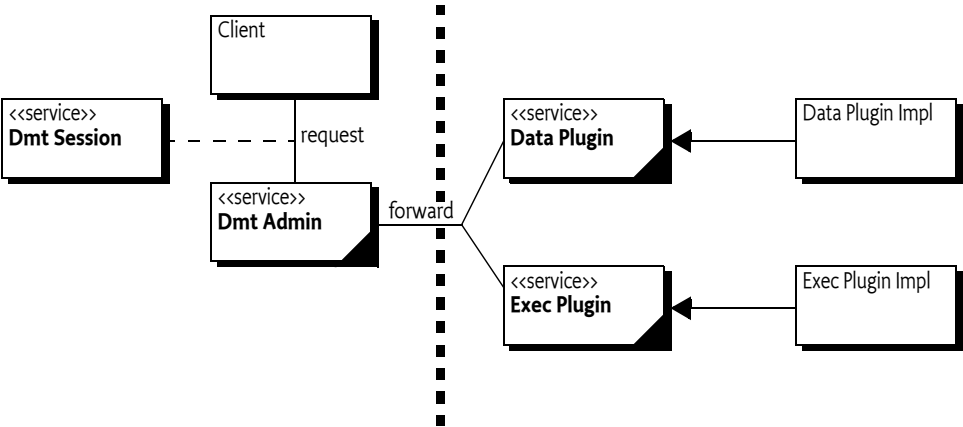 Client
<<service>>
Dmt Session
request
<<service>>
Dmt Admin
forward
<<service>>
Data Plugin
Data Plugin Impl
<<service>>
Exec Plugin
Exec Plugin Impl